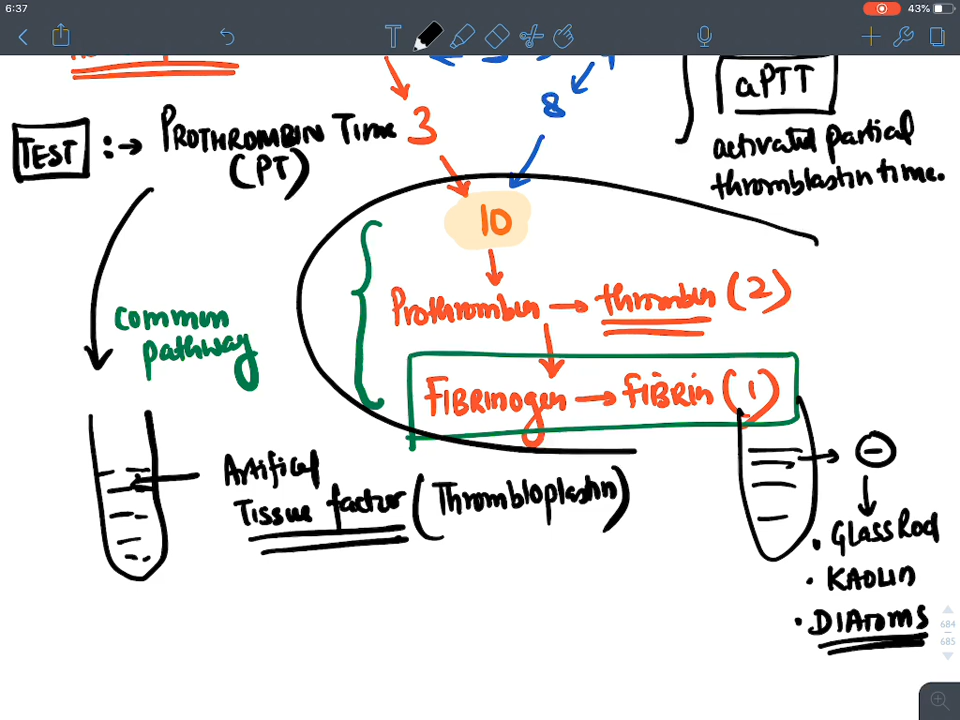 6:37
43%
T
3
8
aPTT
activated partial
thromblastin time.
TEST :→ PROTHROMBIN TIME
(PT)
10
Prothrombin → thrombin (2)
common
pathway
FIBRINogen → FIBRIN (1)
Artifical
TISSUE factor (Thrombloplastin)
GLASS Rod
KAOLIN
DIATOMS
684
685